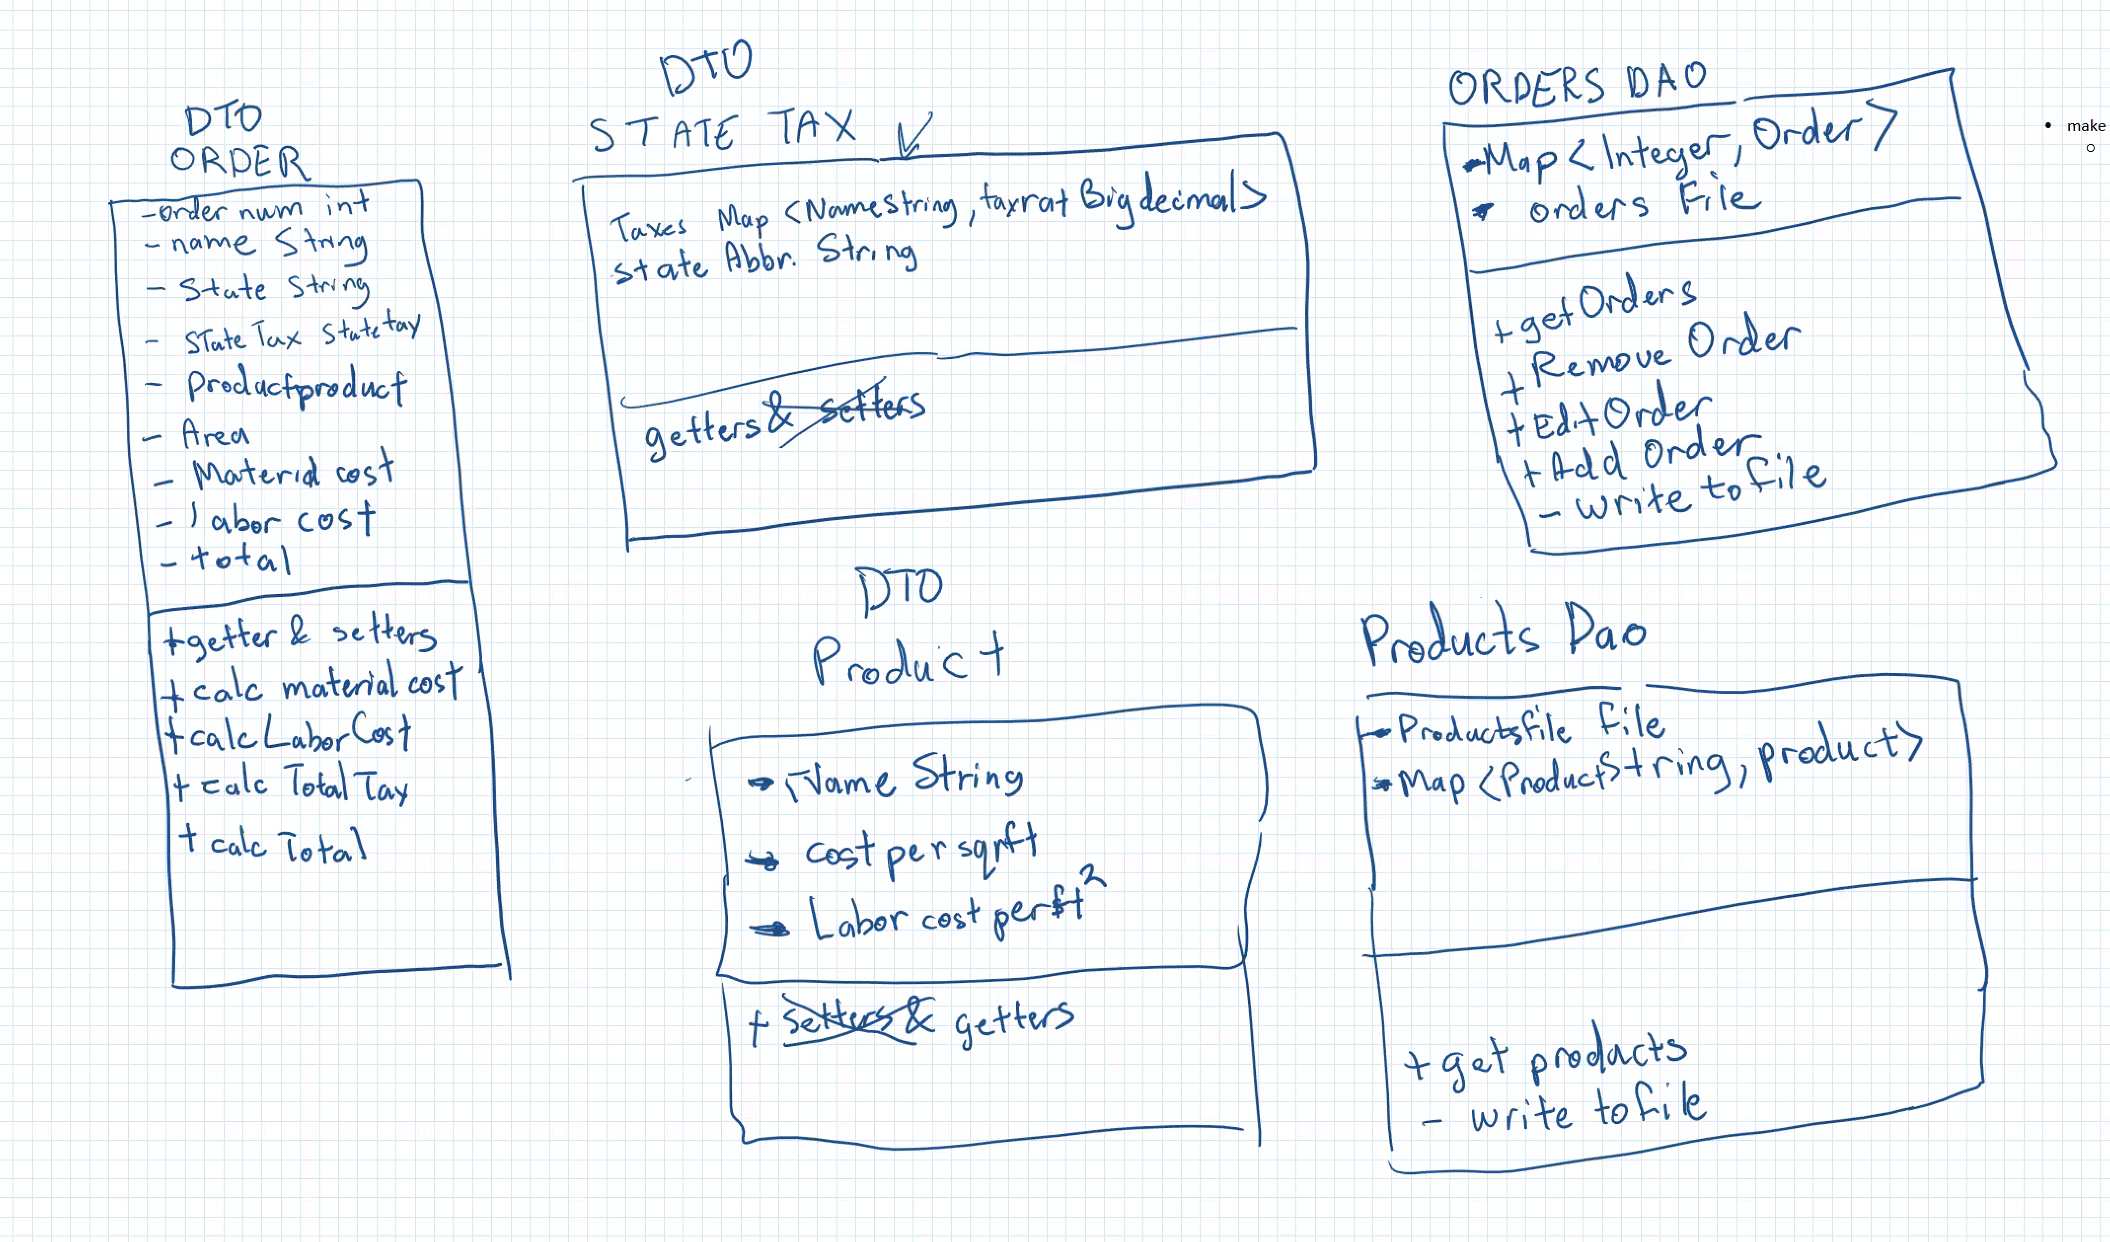 DTO
ORDER
- order num int
- name String
- State String
- STate Tax State tax
- Product product
- Area
- Material cost
- labor cost
- total
+ getter & setters
+ calc material cost
+ calc Labor Cost
+ calc Total Tax
+ calc Total
DTO
STATE TAX
Taxes Map <Name String, taxrat Big decimal>
state Abbr. String
getters & setters
DTO
Product
- Name String
- cost per sqrft
- Labor cost per ft²
+ setters & getters
ORDERS DAO
- Map <Integer, Order>
- orders File
+ get Orders
+ Remove Order
+ Edit Order
+ Add Order
- write to file
Products Dao
- Productsfile File
- Map <Product String, product>
+ get products
- write to file
• make